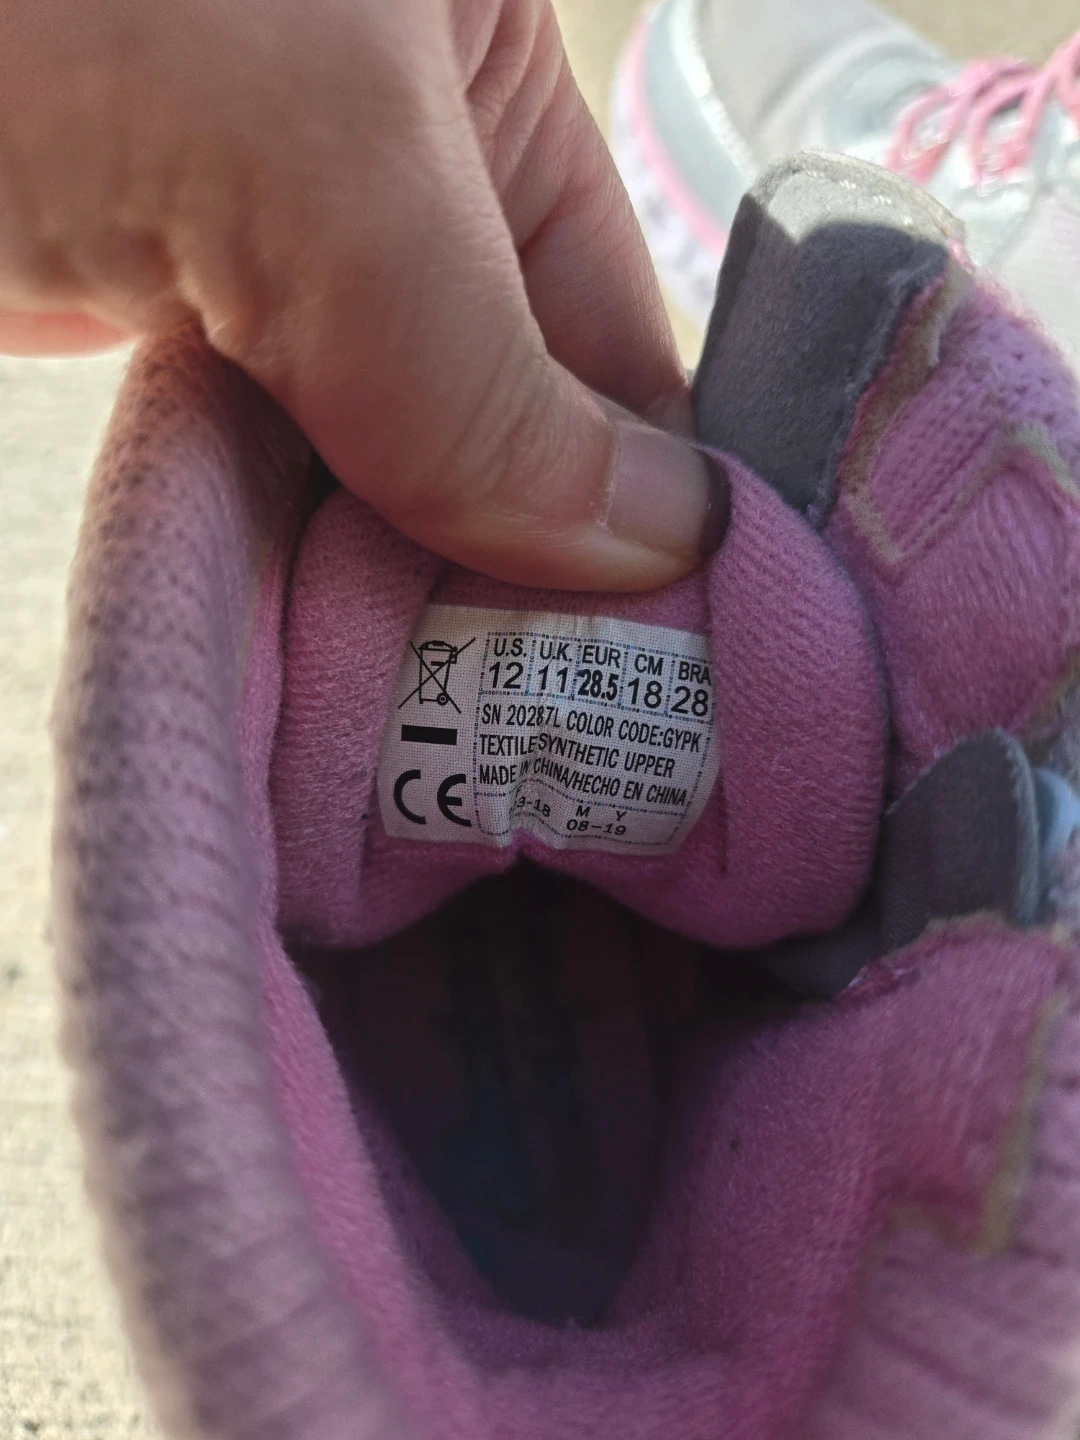 U.S. U.K. EUR CM BRA
12 11 28.5 18 28
SN 20287L COLOR CODE:GYPK
TEXTILE SYNTHETIC UPPER
MADE IN CHINA/HECHO EN CHINA
M Y
08-19
CE